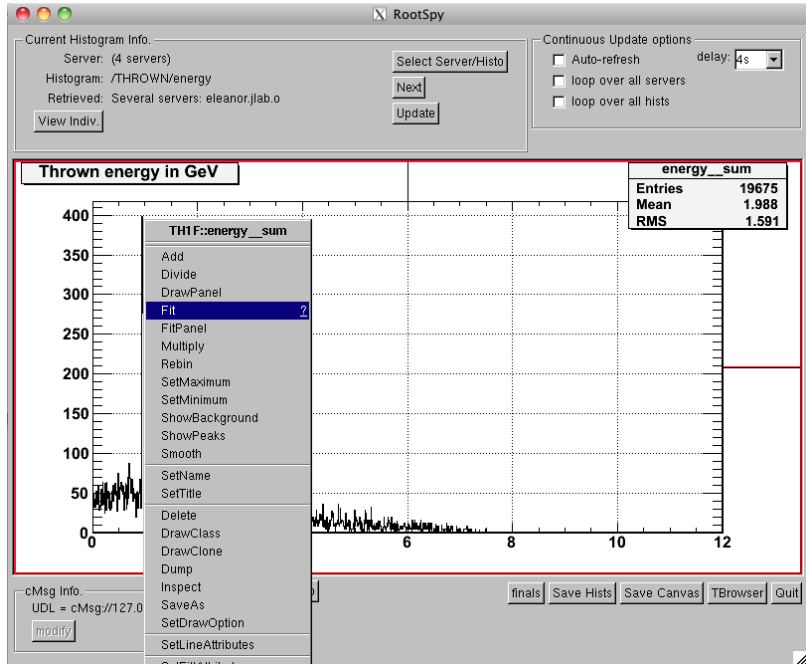 X RootSpy
Current Histogram Info.
Server: (4 servers)
Histogram: /THROWN/energy
Retrieved: Several servers: eleanor.jlab.o
View Indiv.
Select Server/Histo
Next
Update
Continuous Update options
Auto-refresh
delay: 4s
loop over all servers
loop over all hists
Thrown energy in GeV
energy__sum
Entries 19675
Mean 1.988
RMS 1.591
400
350
300
250
200
150
100
50
0
0 6 8 10 12
TH1F::energy__sum
Add
Divide
DrawPanel
Fit ?
FitPanel
Multiply
Rebin
SetMaximum
SetMinimum
ShowBackground
ShowPeaks
Smooth
SetName
SetTitle
Delete
DrawClass
DrawClone
Dump
Inspect
SaveAs
SetDrawOption
SetLineAttributes
cMsg Info.
UDL = cMsg://127.0
modify
finals
Save Hists
Save Canvas
TBrowser
Quit